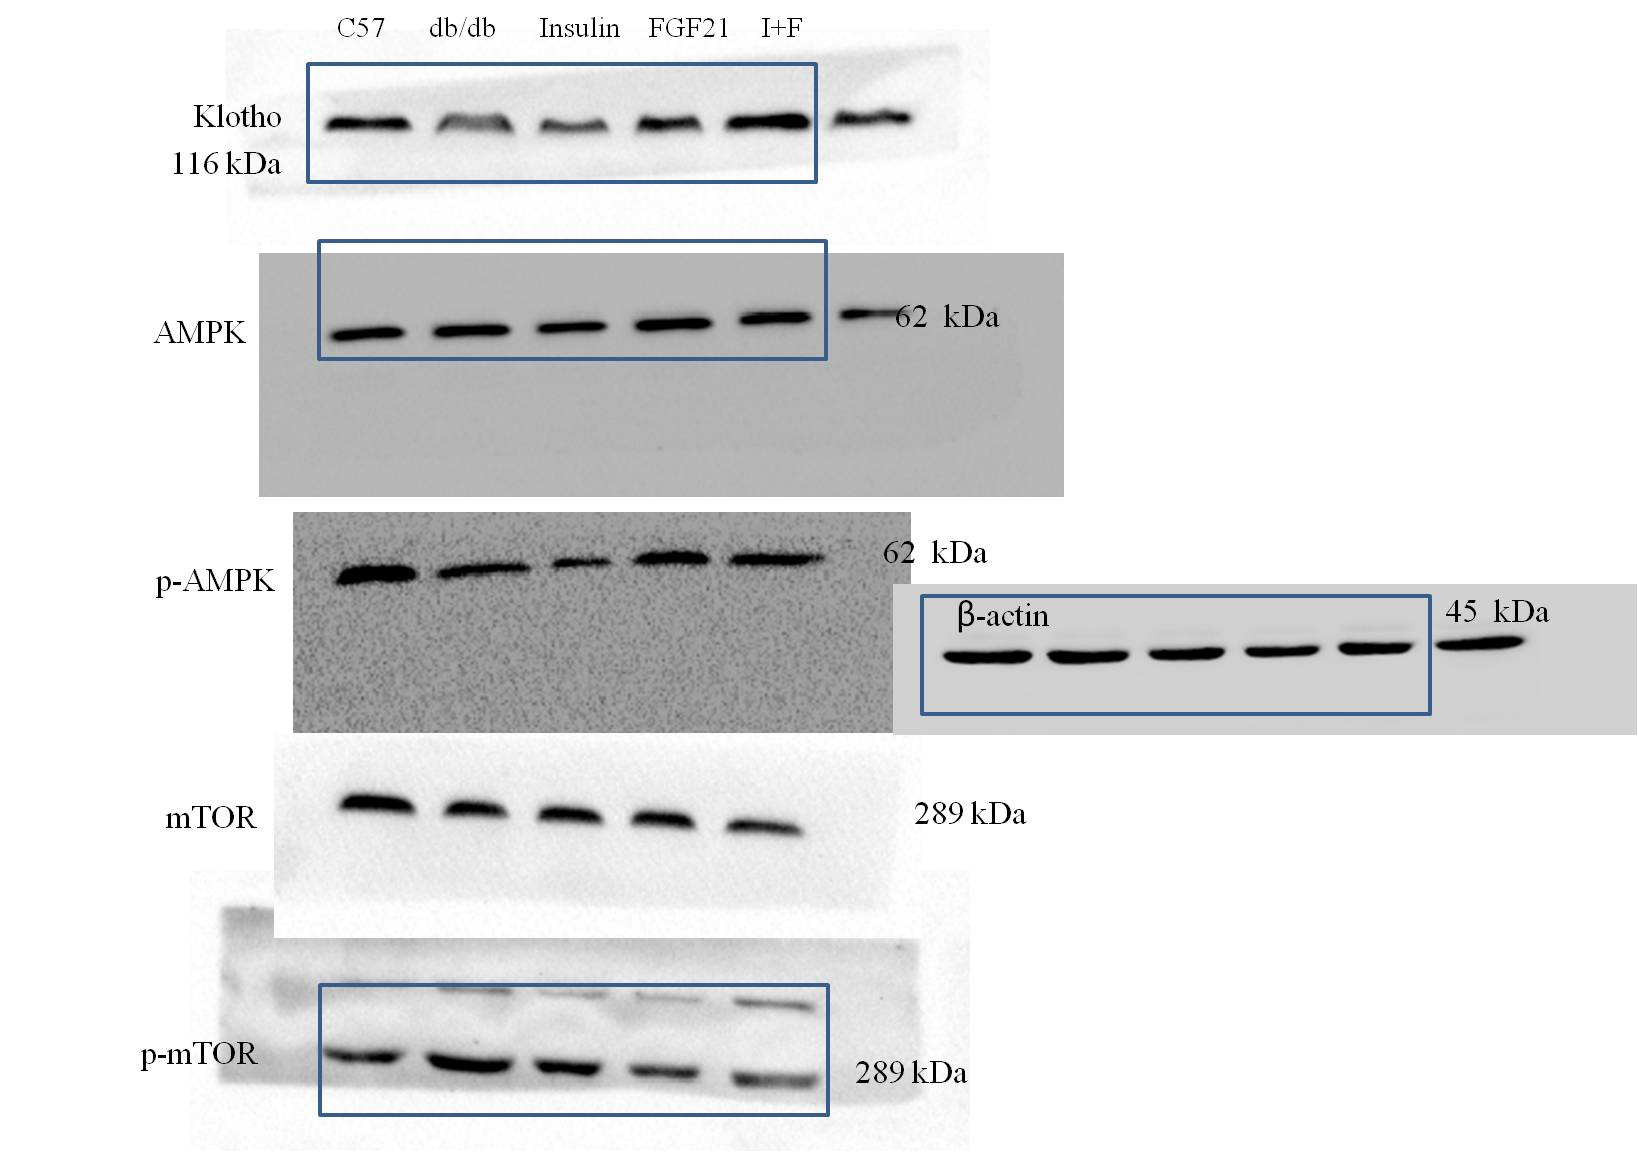 C57 db/db Insulin FGF21 I+F
Klotho
116 kDa
AMPK
62 kDa
p-AMPK
62 kDa
β-actin
45 kDa
mTOR
289 kDa
p-mTOR
289 kDa